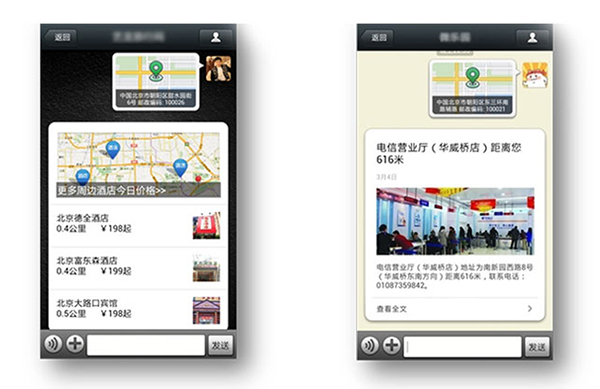 返回
中国北京市朝阳区甜水园街
6号 邮政编码: 100026
更多周边酒店今日价格>>
北京德全酒店
0.4公里 ￥198起
北京富东森酒店
0.4公里 ￥199起
北京大路口宾馆
0.5公里 ￥198起
发送
返回
中国北京市朝阳区东三环南
路辅路 邮政编码: 100021
电信营业厅（华威桥店）距离您
616米
3月4日
电信营业厅（华威桥店）地址为南新园西路8号
（华威桥东南方向）距离616米，联系电话：
01087359842。
查看全文
发送